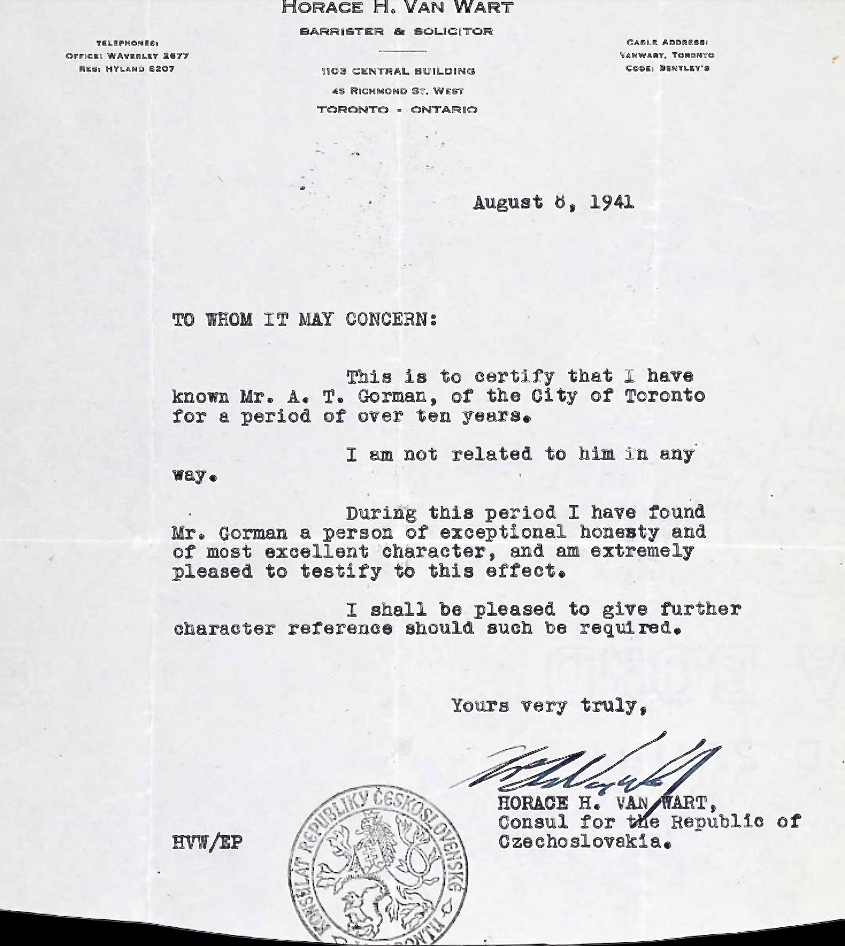 HORACE H. VAN WART
BARRISTER & SOLICITOR
TELEPHONES:
OFFICE: WAVERLEY 2677
RES: HYLAND 6207
CABLE ADDRESS:
VANWART, TORONTO
CODE: BENTLEY'S
1103 CENTRAL BUILDING
45 RICHMOND ST. WEST
TORONTO - ONTARIO
August 8, 1941
TO WHOM IT MAY CONCERN:
This is to certify that I have
known Mr. A. T. Gorman, of the City of Toronto
for a period of over ten years.
I am not related to him in any
way.
During this period I have found
Mr. Gorman a person of exceptional honesty and
of most excellent character, and am extremely
pleased to testify to this effect.
I shall be pleased to give further
character reference should such be required.
Yours very truly,
HORACE H. VAN WART,
Consul for the Republic of
Czechoslovakia.
HVW/EP
KONSULÁT REPUBLIKY ČESKOSLOVENSKÉ